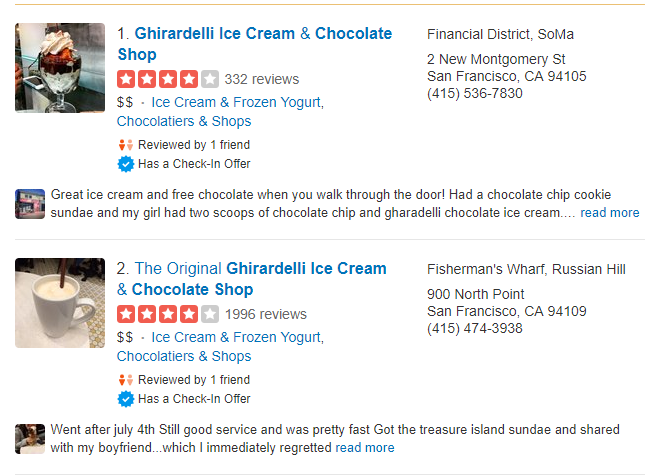 1. Ghirardelli Ice Cream & Chocolate
Shop
332 reviews
$$ · Ice Cream & Frozen Yogurt,
Chocolatiers & Shops
Reviewed by 1 friend
Has a Check-In Offer
Financial District, SoMa
2 New Montgomery St
San Francisco, CA 94105
(415) 536-7830
Great ice cream and free chocolate when you walk through the door! Had a chocolate chip cookie
sundae and my girl had two scoops of chocolate chip and gharadelli chocolate ice cream.... read more
2. The Original Ghirardelli Ice Cream
& Chocolate Shop
1996 reviews
$$ · Ice Cream & Frozen Yogurt,
Chocolatiers & Shops
Reviewed by 1 friend
Has a Check-In Offer
Fisherman's Wharf, Russian Hill
900 North Point
San Francisco, CA 94109
(415) 474-3938
Went after july 4th Still good service and was pretty fast Got the treasure island sundae and shared
with my boyfriend...which I immediately regretted read more